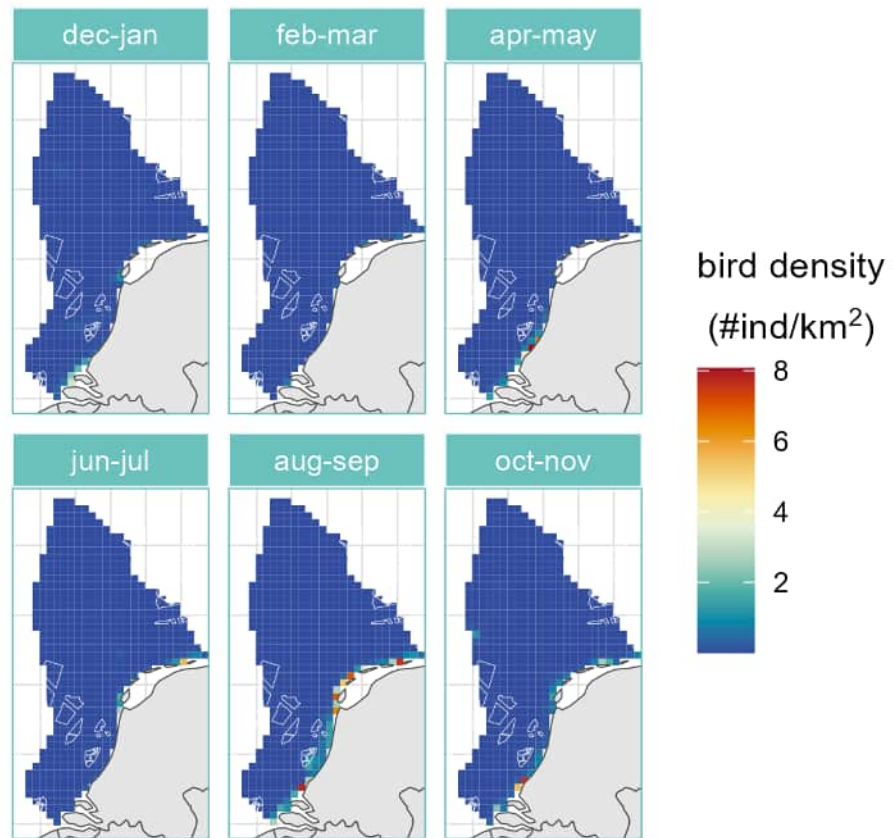 dec-jan
feb-mar
apr-may
jun-jul
aug-sep
oct-nov
bird density
(#ind/km²)
8
6
4
2